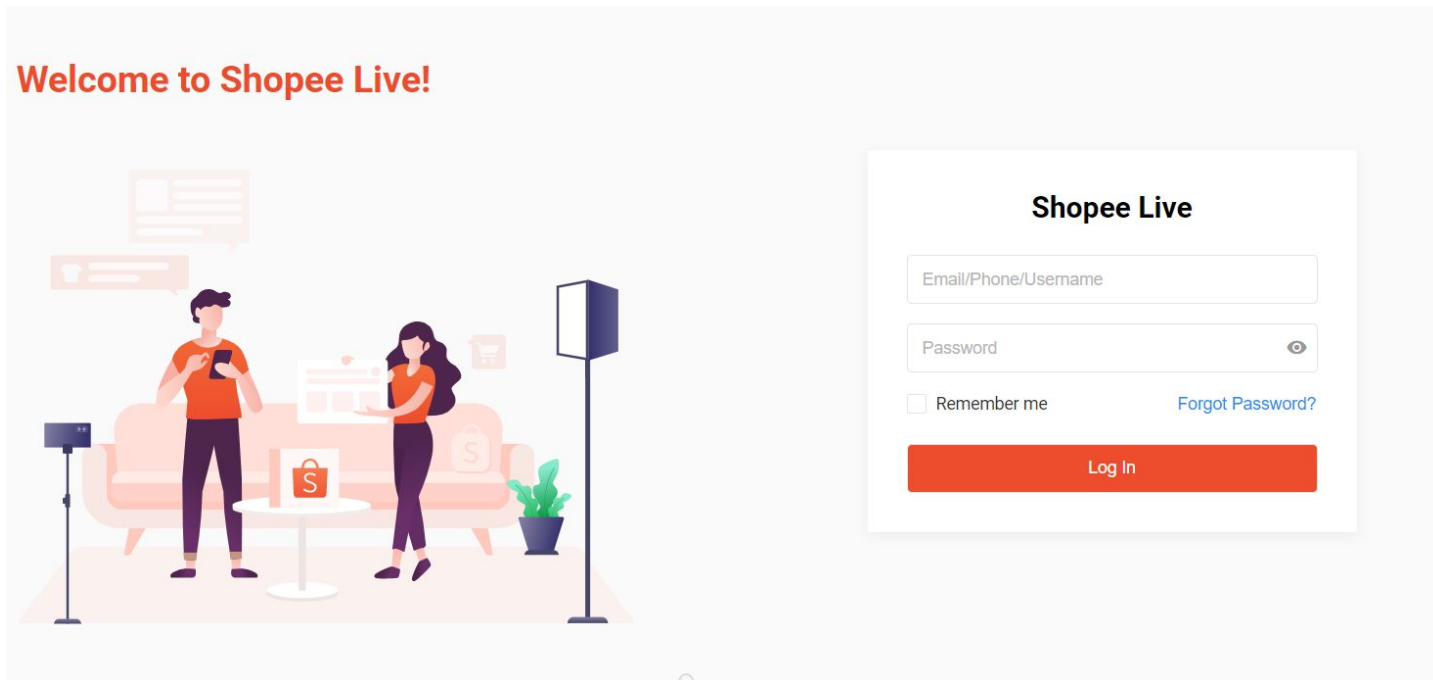 Welcome to Shopee Live!
Shopee Live
Email/Phone/Username
Password
Remember me
Forgot Password?
Log In
S
S